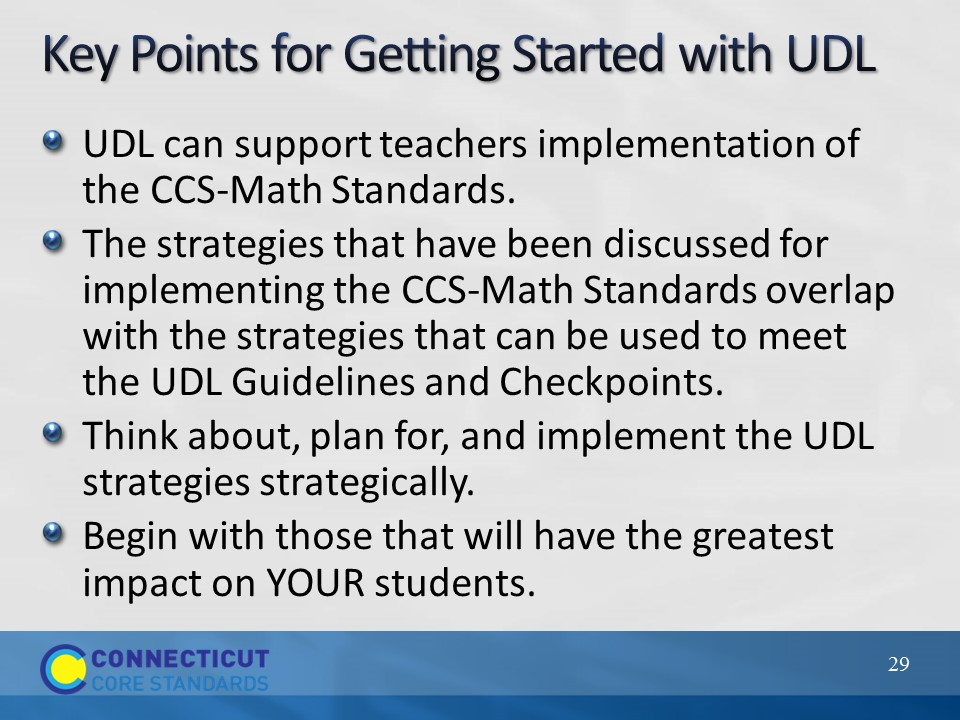 Key Points for Getting Started with UDL
UDL can support teachers implementation of
the CCS-Math Standards.
The strategies that have been discussed for
implementing the CCS-Math Standards overlap
with the strategies that can be used to meet
the UDL Guidelines and Checkpoints.
Think about, plan for, and implement the UDL
strategies strategically.
Begin with those that will have the greatest
impact on YOUR students.
CONNECTICUT
CORE STANDARDS
29